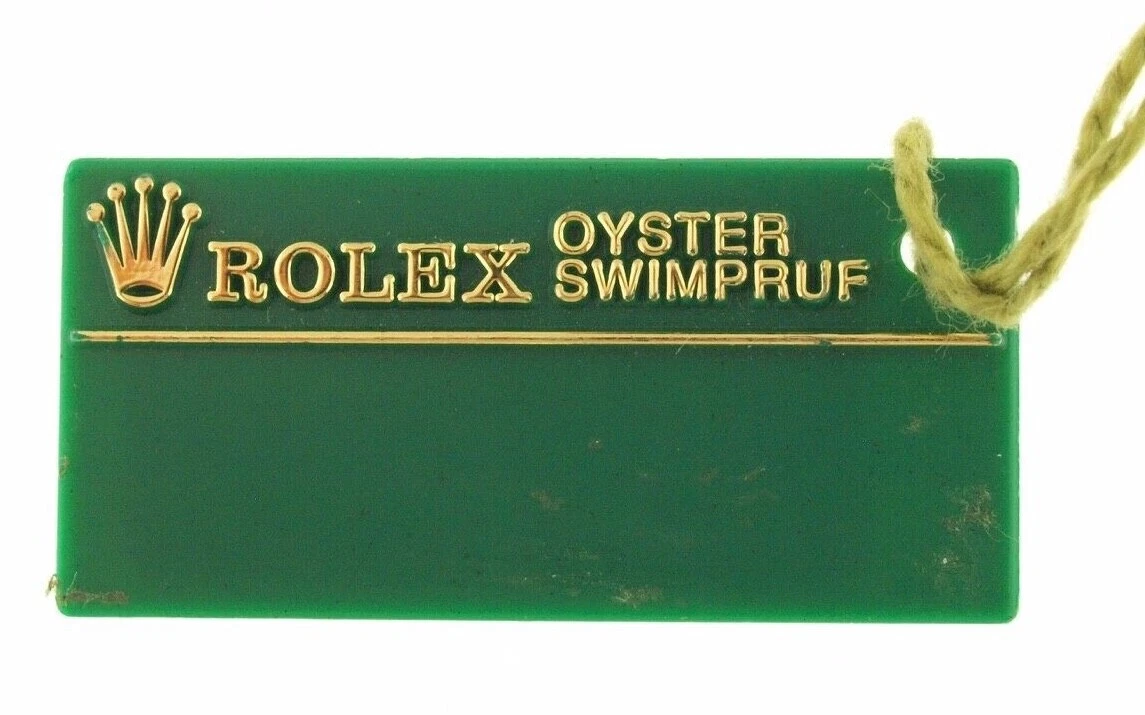 ROLEX OYSTER
SWIMPRUF